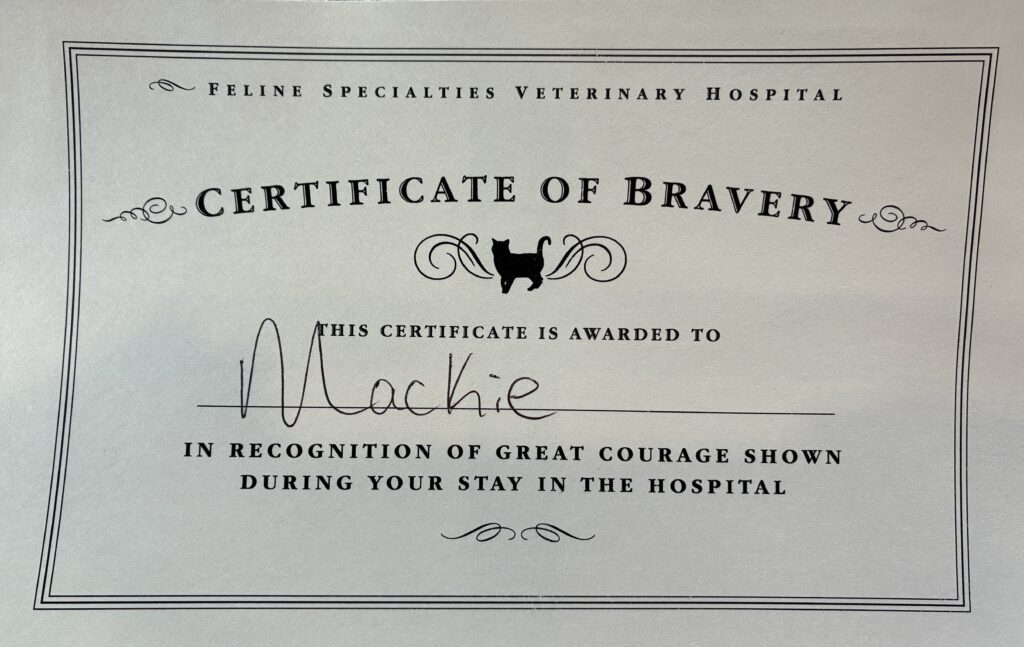 FELINE SPECIALTIES VETERINARY HOSPITAL
CERTIFICATE OF BRAVERY
THIS CERTIFICATE IS AWARDED TO
Mackie
IN RECOGNITION OF GREAT COURAGE SHOWN
DURING YOUR STAY IN THE HOSPITAL